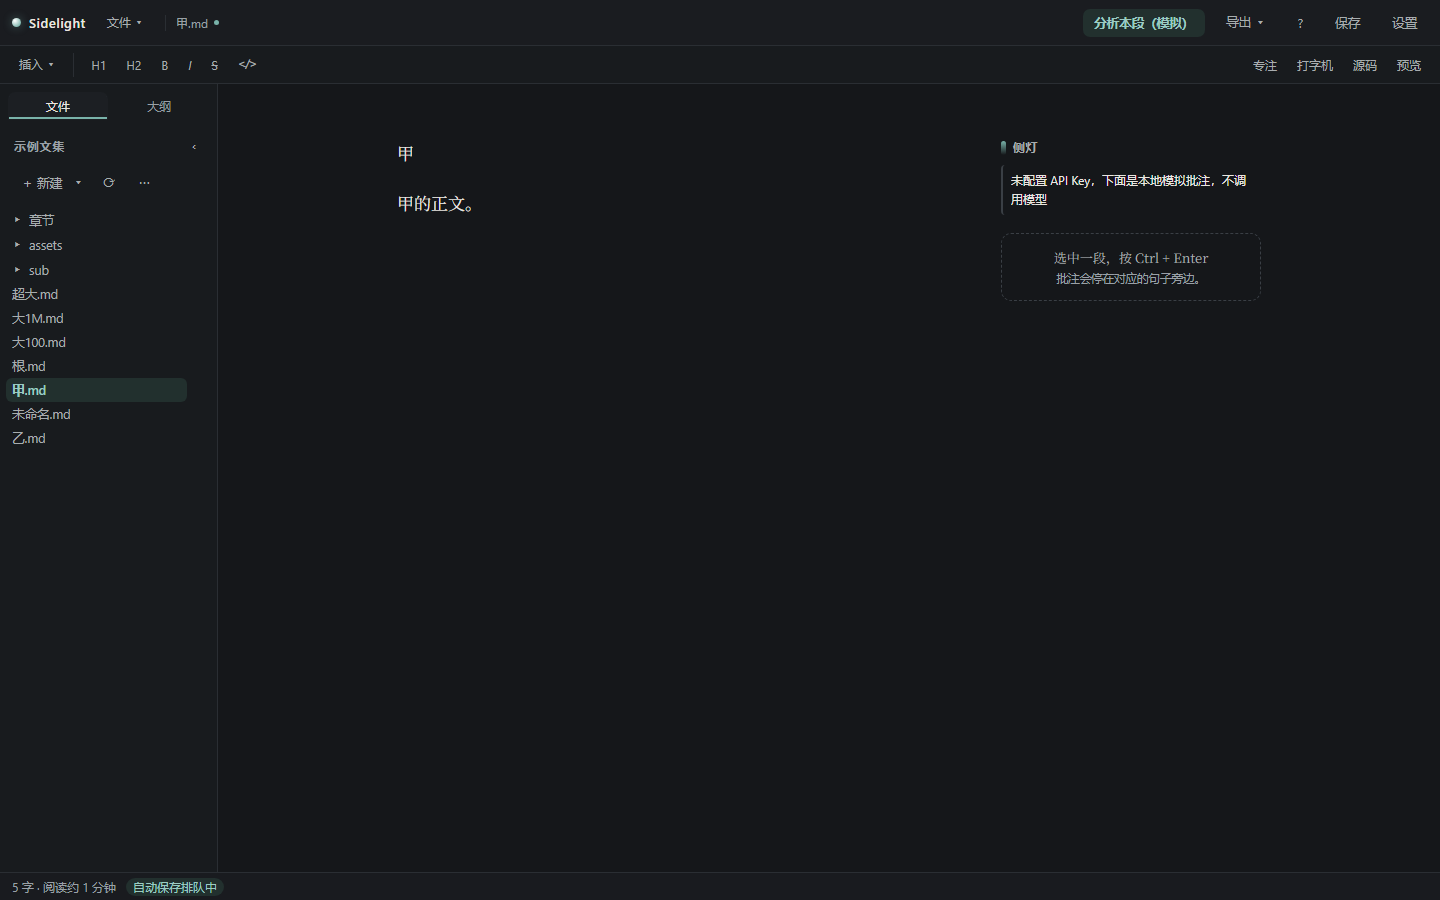 Sidelight 文件 甲.md 分析本段（模拟） 导出 ? 保存 设置
插入 H1 H2 B I S </> 专注 打字机 源码 预览
文件 大纲
示例文集
+ 新建 ···
章节
assets
sub
超大.md
大1M.md
大100.md
根.md
甲.md
未命名.md
乙.md
甲
甲的正文。
侧灯
未配置 API Key，下面是本地模拟批注，不调
用模型
选中一段，按 Ctrl + Enter
批注会停在对应的句子旁边。
5 字 · 阅读约 1 分钟 自动保存排队中